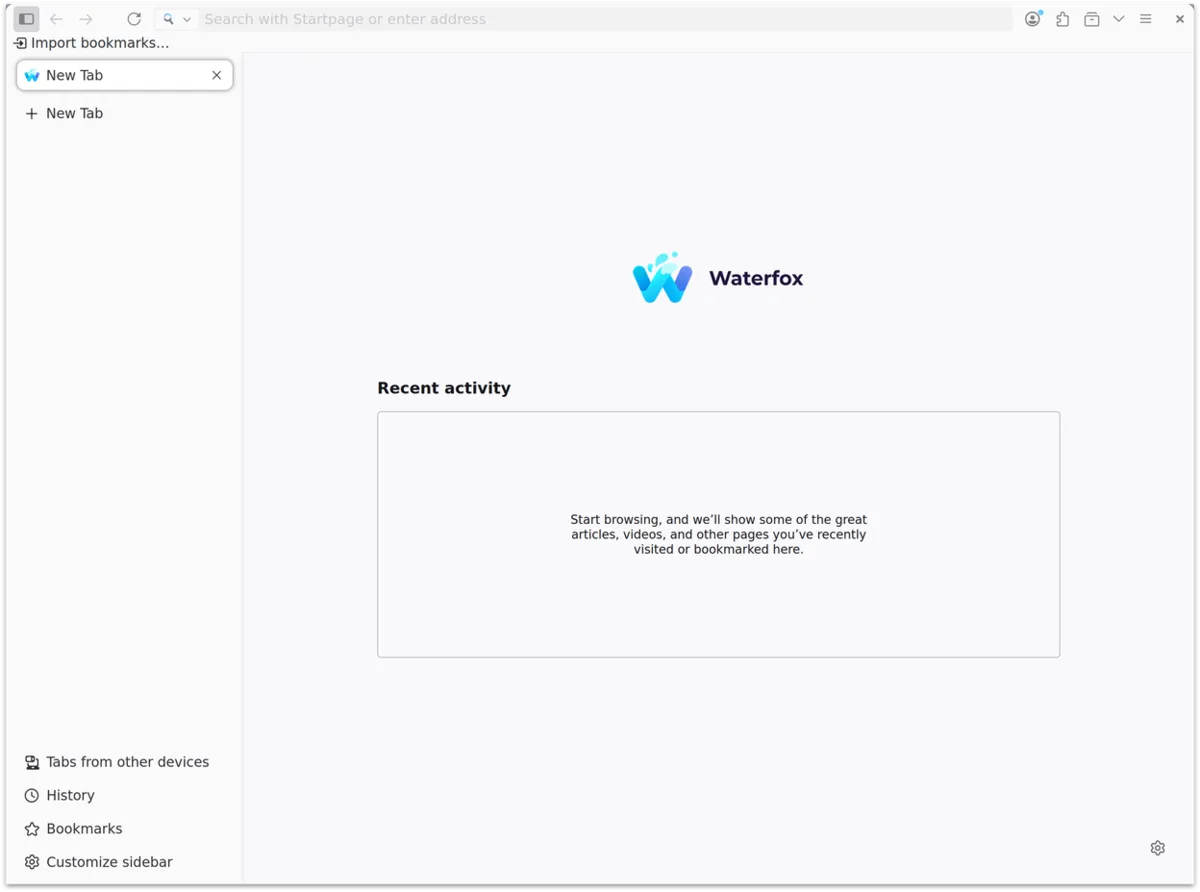 Search with Startpage or enter address
Import bookmarks...
New Tab
New Tab
Waterfox
Recent activity
Start browsing, and we’ll show some of the great
articles, videos, and other pages you’ve recently
visited or bookmarked here.
Tabs from other devices
History
Bookmarks
Customize sidebar